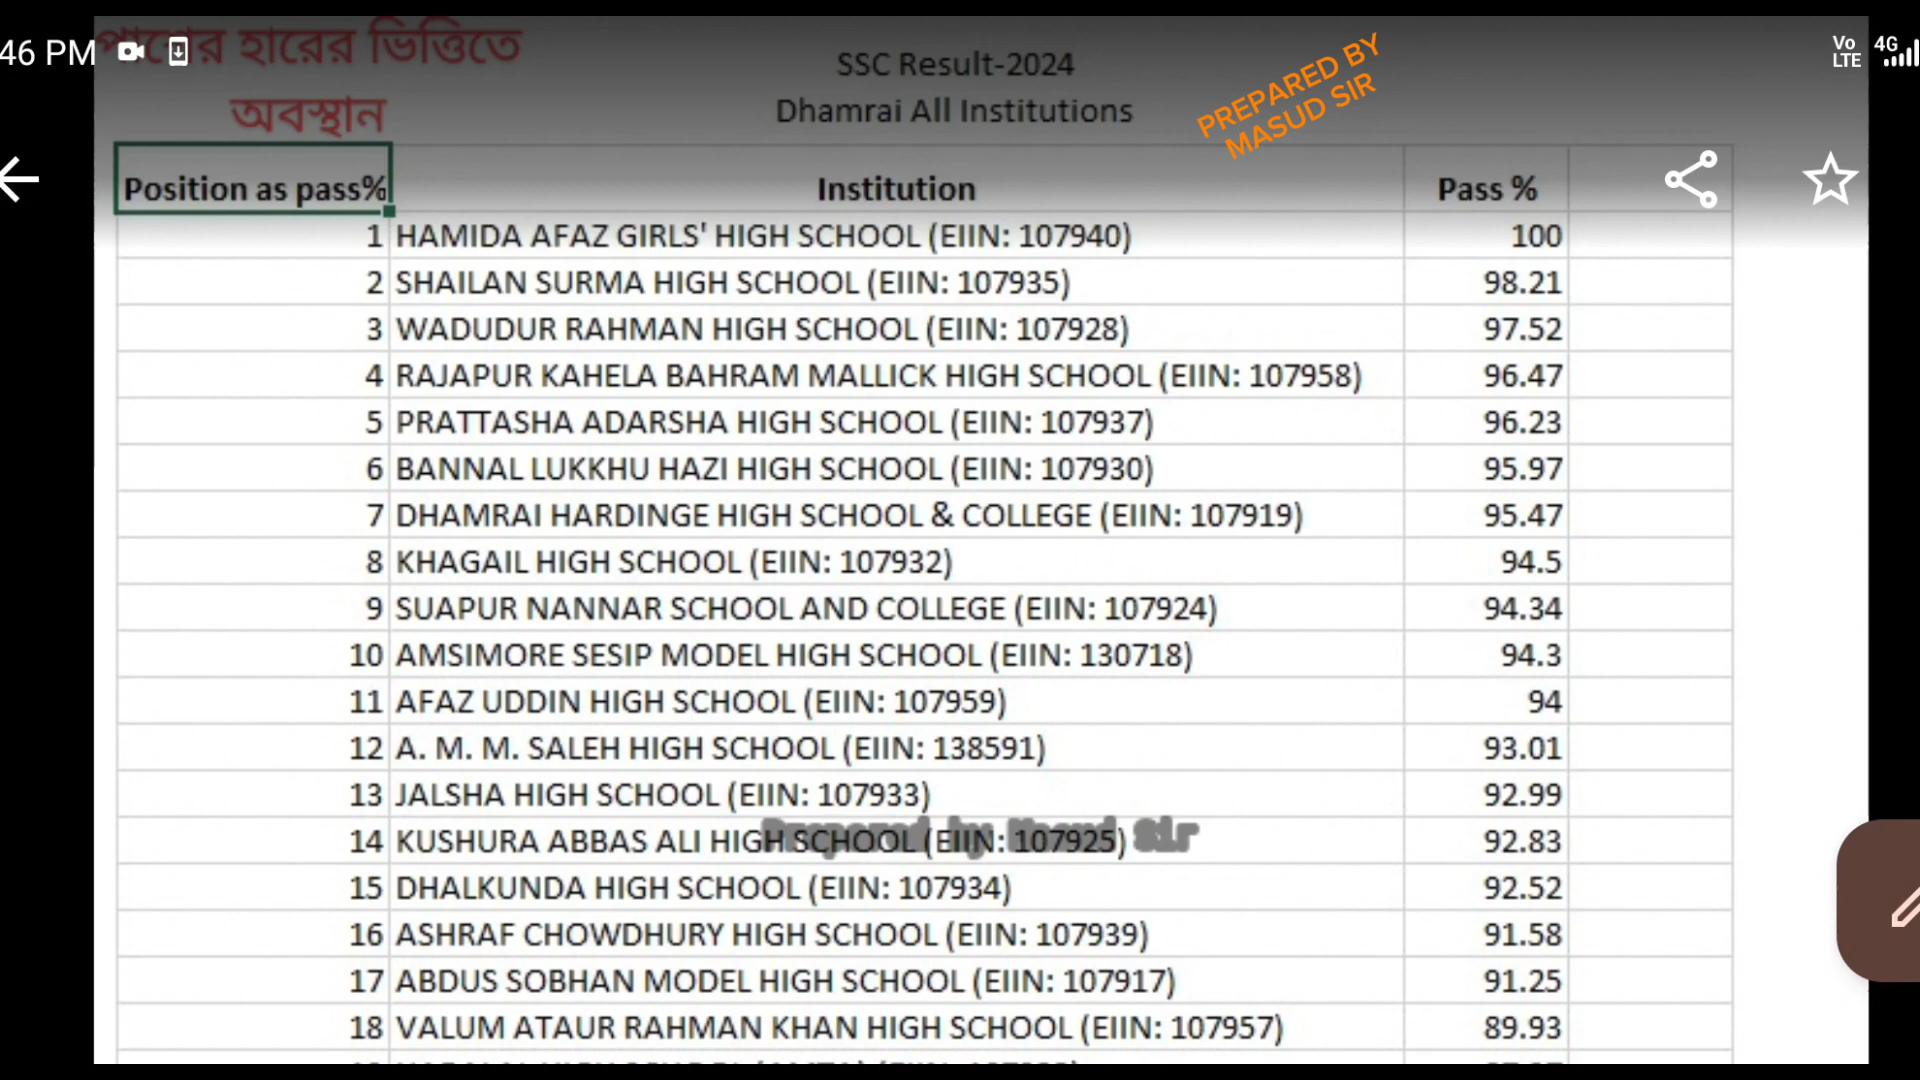 46 PM
Vo
LTE
4G
হারের ভিত্তিতে
অবস্থান
SSC Result-2024
Dhamrai All Institutions
PREPARED BY
MASUD SIR
Position as pass% Institution Pass %
1 HAMIDA AFAZ GIRLS' HIGH SCHOOL (EIIN: 107940) 100
2 SHAILAN SURMA HIGH SCHOOL (EIIN: 107935) 98.21
3 WADUDUR RAHMAN HIGH SCHOOL (EIIN: 107928) 97.52
4 RAJAPUR KAHELA BAHRAM MALLICK HIGH SCHOOL (EIIN: 107958) 96.47
5 PRATTASHA ADARSHA HIGH SCHOOL (EIIN: 107937) 96.23
6 BANNAL LUKKHU HAZI HIGH SCHOOL (EIIN: 107930) 95.97
7 DHAMRAI HARDINGE HIGH SCHOOL & COLLEGE (EIIN: 107919) 95.47
8 KHAGAIL HIGH SCHOOL (EIIN: 107932) 94.5
9 SUAPUR NANNAR SCHOOL AND COLLEGE (EIIN: 107924) 94.34
10 AMSIMORE SESIP MODEL HIGH SCHOOL (EIIN: 130718) 94.3
11 AFAZ UDDIN HIGH SCHOOL (EIIN: 107959) 94
12 A. M. M. SALEH HIGH SCHOOL (EIIN: 138591) 93.01
13 JALSHA HIGH SCHOOL (EIIN: 107933) 92.99
Prepared by Masud Sir
14 KUSHURA ABBAS ALI HIGH SCHOOL (EIIN: 107925) 92.83
15 DHALKUNDA HIGH SCHOOL (EIIN: 107934) 92.52
16 ASHRAF CHOWDHURY HIGH SCHOOL (EIIN: 107939) 91.58
17 ABDUS SOBHAN MODEL HIGH SCHOOL (EIIN: 107917) 91.25
18 VALUM ATAUR RAHMAN KHAN HIGH SCHOOL (EIIN: 107957) 89.93